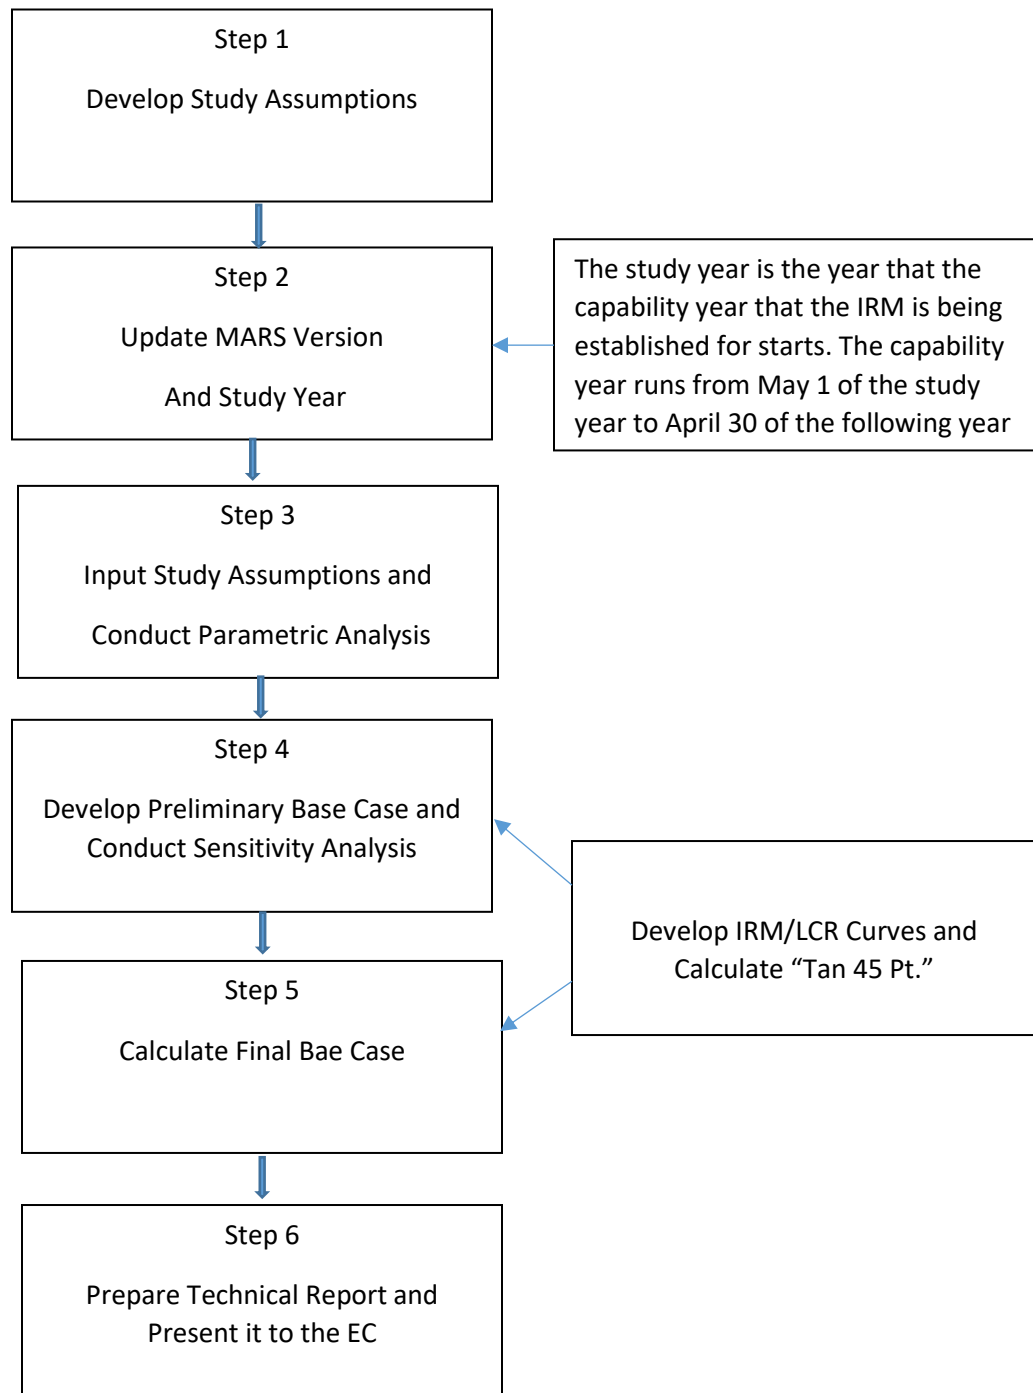 Step 1
Develop Study Assumptions
Step 2
Update MARS Version
And Study Year
The study year is the year that the
capability year that the IRM is being
established for starts. The capability
year runs from May 1 of the study
year to April 30 of the following year
Step 3
Input Study Assumptions and
Conduct Parametric Analysis
Step 4
Develop Preliminary Base Case and
Conduct Sensitivity Analysis
Develop IRM/LCR Curves and
Calculate “Tan 45 Pt.”
Step 5
Calculate Final Bae Case
Step 6
Prepare Technical Report and
Present it to the EC